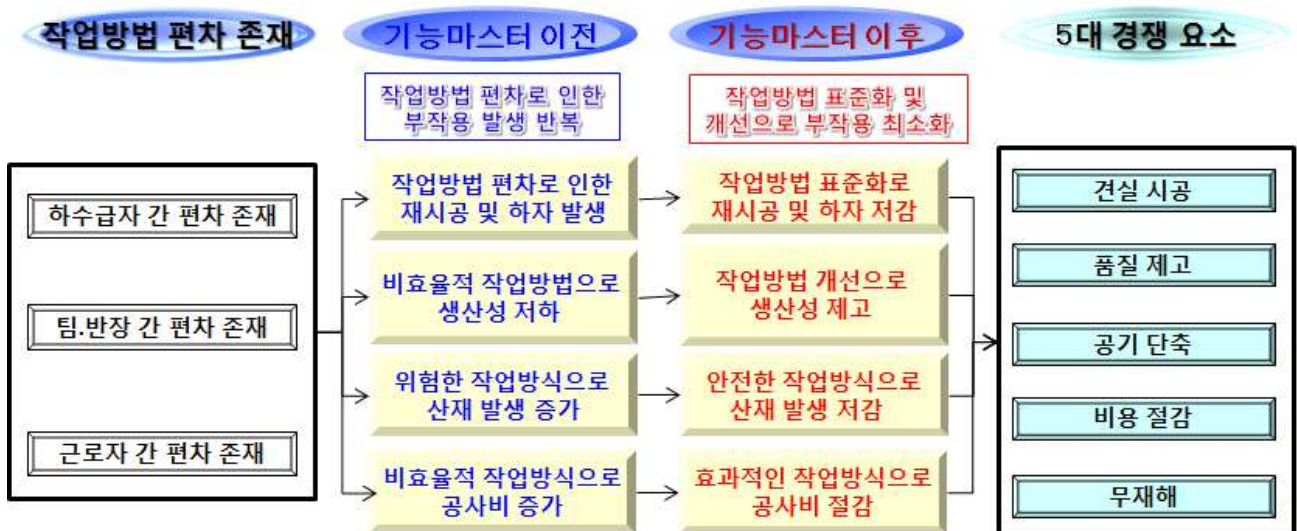 작업방법 편차 존재
기능마스터 이전
기능마스터 이후
5대 경쟁 요소
작업방법 편차로 인한
부작용 발생 반복
작업방법 표준화 및
개선으로 부작용 최소화
하수급자 간 편차 존재
팀.반장 간 편차 존재
근로자 간 편차 존재
작업방법 편차로 인한
재시공 및 하자 발생
비효율적 작업방법으로
생산성 저하
위험한 작업방식으로
산재 발생 증가
비효율적 작업방식으로
공사비 증가
작업방법 표준화로
재시공 및 하자 저감
작업방법 개선으로
생산성 제고
안전한 작업방식으로
산재 발생 저감
효과적인 작업방식으로
공사비 절감
견실 시공
품질 제고
공기 단축
비용 절감
무재해